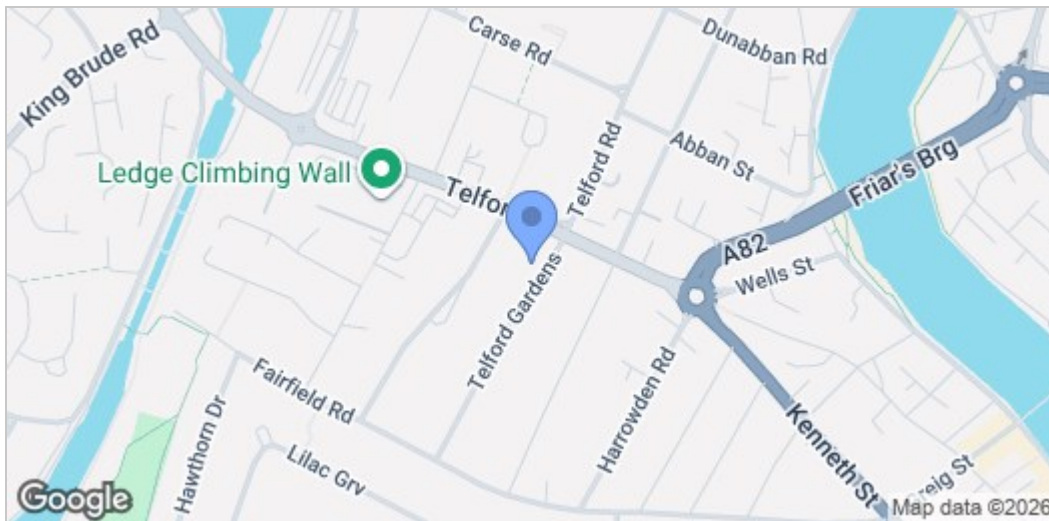 King Brude Rd
Carse Rd
Dunabban Rd
Ledge Climbing Wall
Telford Rd
Abban St
Friar's Brg
Telfor
A82
Wells St
Telford Gardens
Fairfield Rd
Hawthorn Dr
Lilac Grv
Harrowden Rd
Kenneth St
Greig St
Google
Map data ©2026